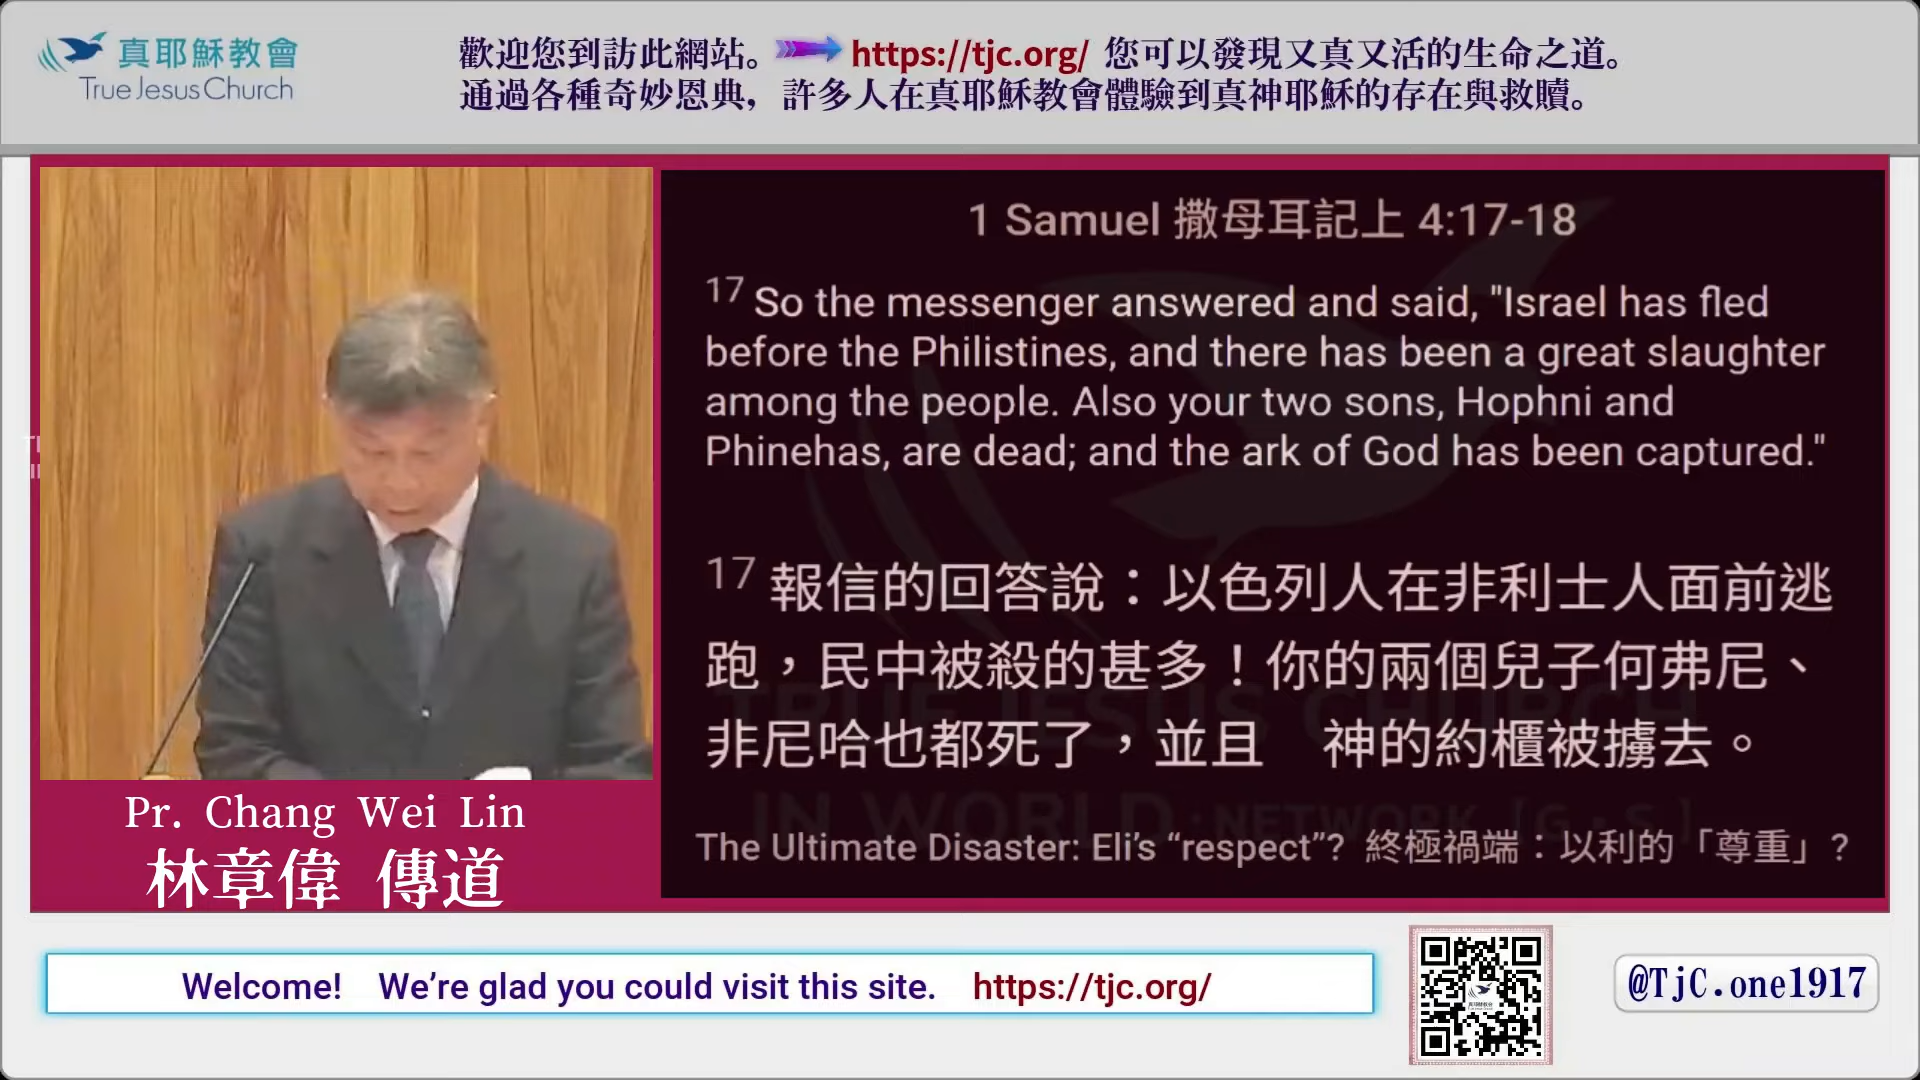 真耶穌教會
True Jesus Church
歡迎您到訪此網站。 https://tjc.org/ 您可以發現又真又活的生命之道。
通過各種奇妙恩典，許多人在真耶穌教會體驗到真神耶穌的存在與救贖。
1 Samuel 撒母耳記上 4:17-18
17 So the messenger answered and said, "Israel has fled
before the Philistines, and there has been a great slaughter
among the people. Also your two sons, Hophni and
Phinehas, are dead; and the ark of God has been captured."
17 報信的回答說：以色列人在非利士人面前逃
跑，民中被殺的甚多！你的兩個兒子何弗尼、
非尼哈也都死了，並且　神的約櫃被擄去。
TRUE JESUS CHURCH
IN WORLD·NETWORK [G.S]
The Ultimate Disaster: Eli’s “respect”? 終極禍端：以利的「尊重」？
Pr. Chang Wei Lin
林章偉 傳道
Welcome! We’re glad you could visit this site. https://tjc.org/
@TjC.one1917